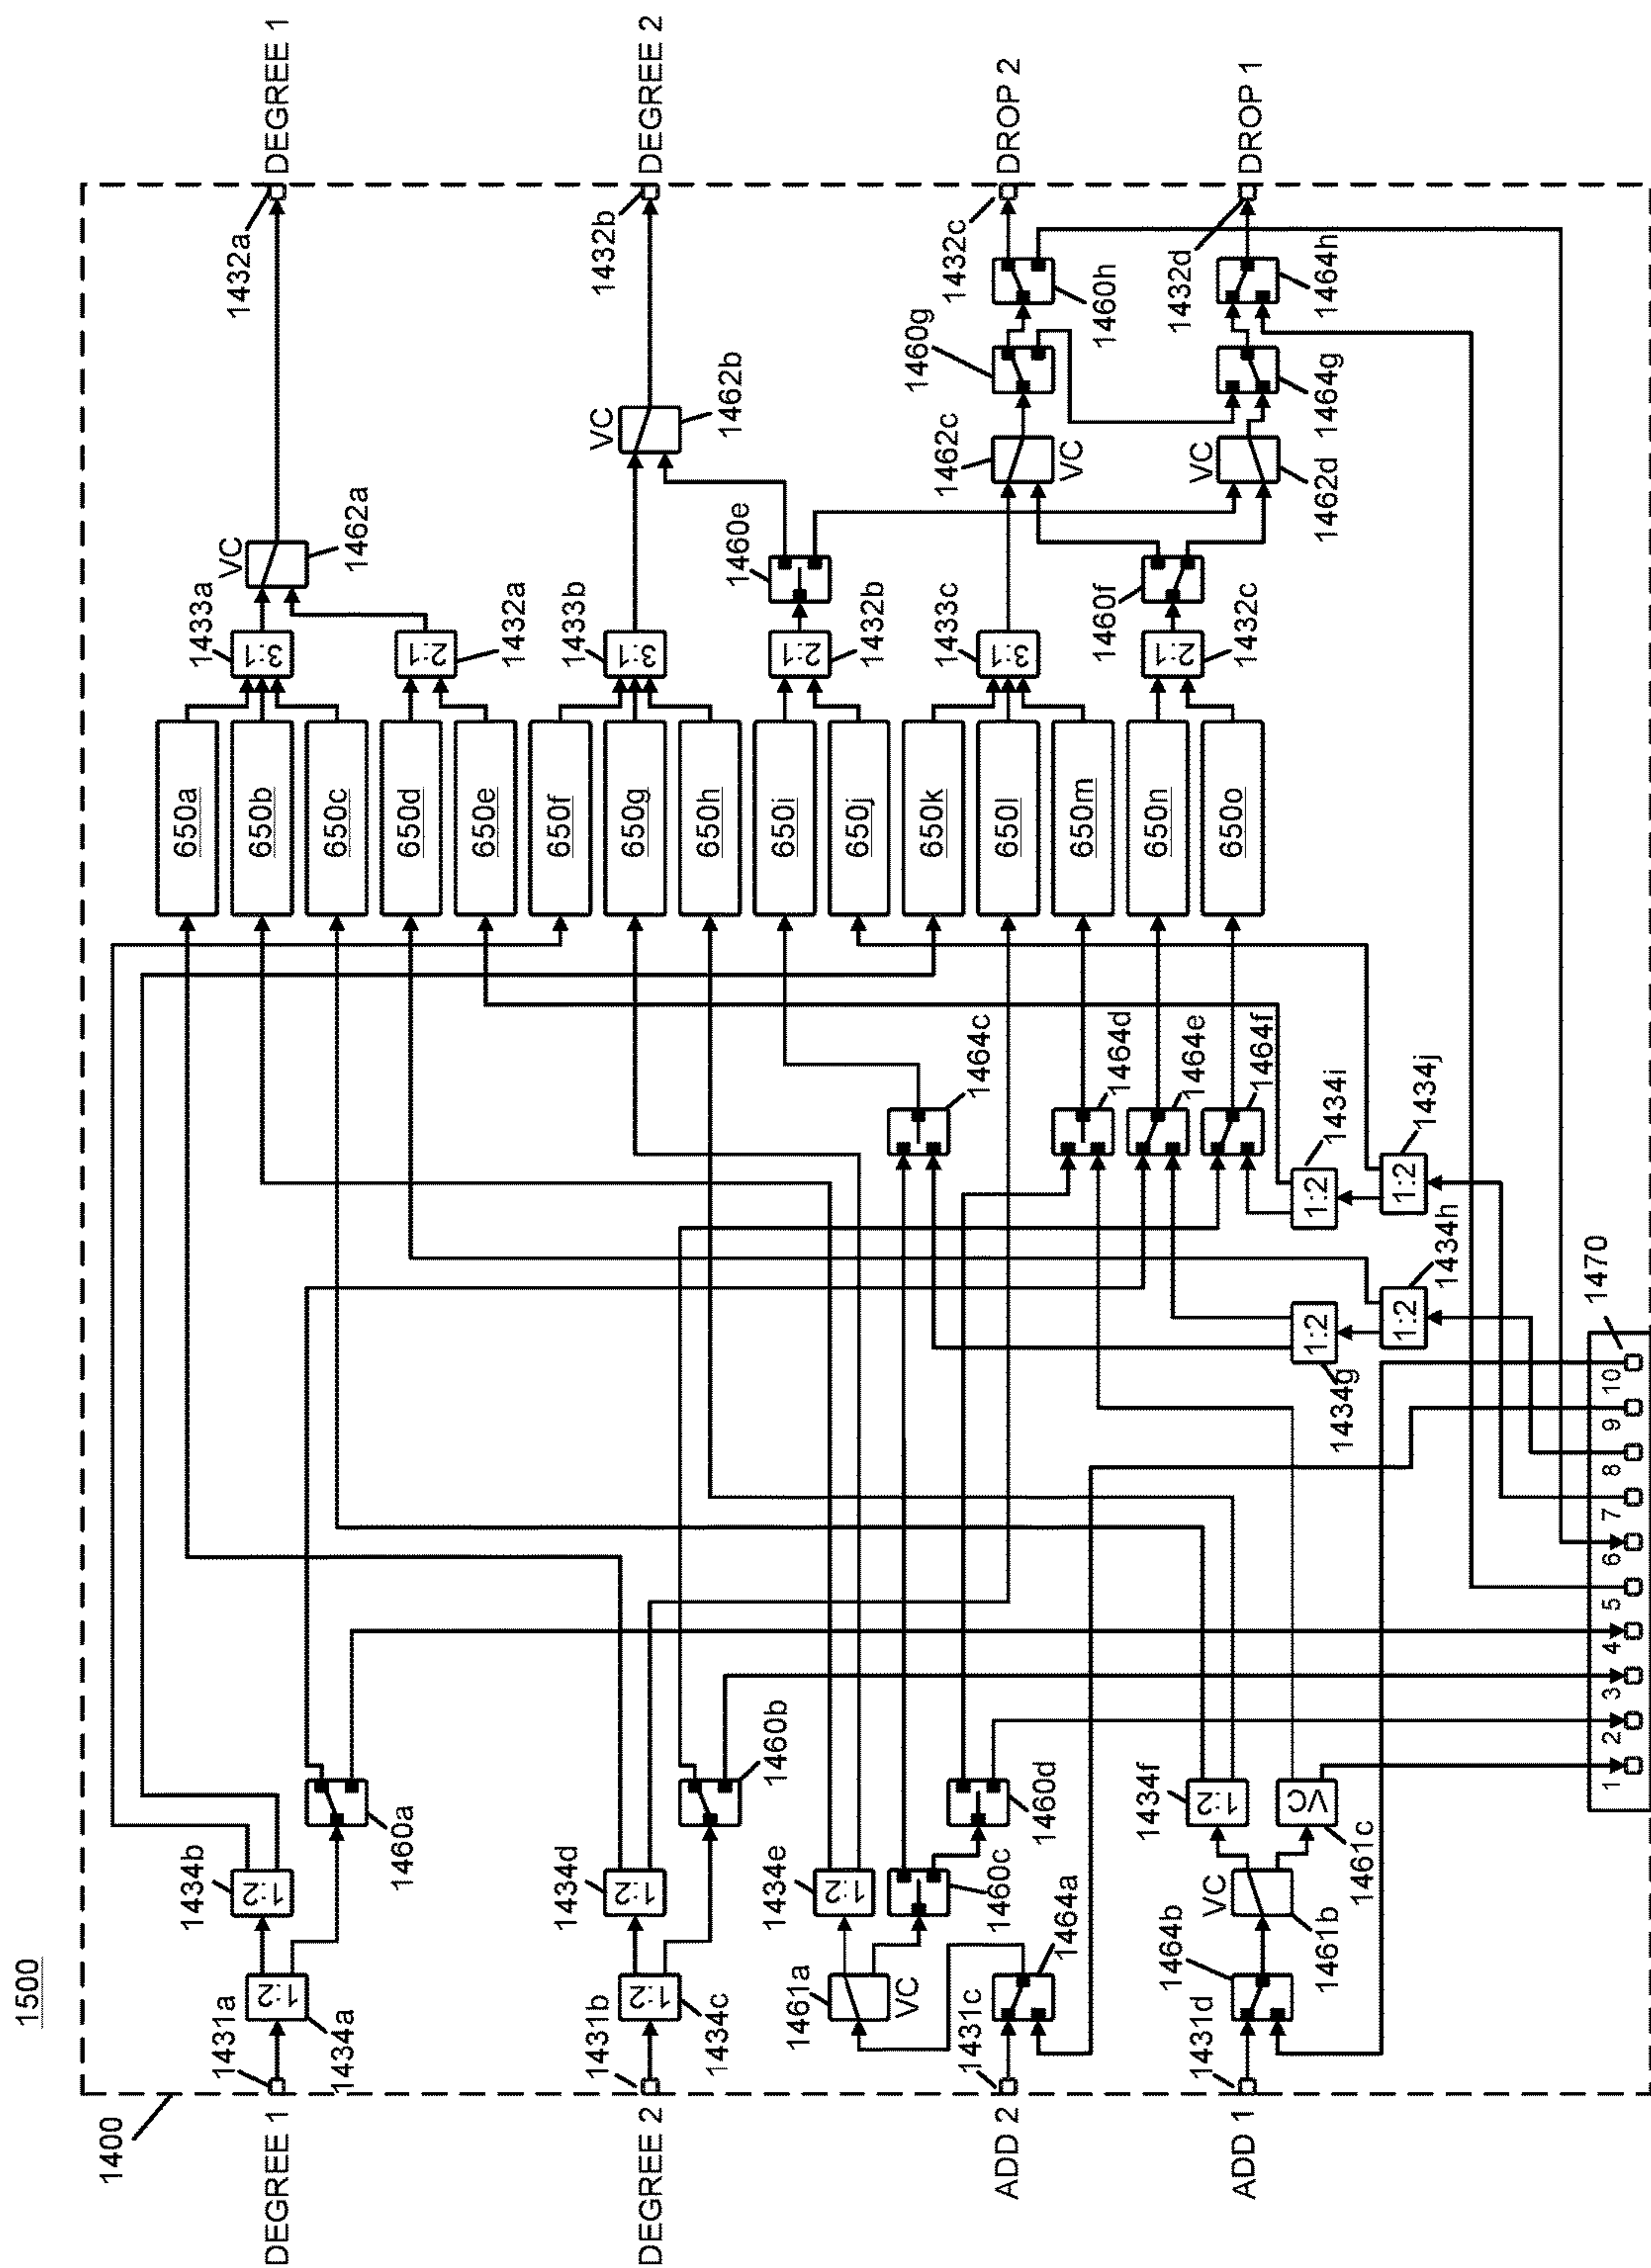 1500
1400
DEGREE 1
1431a
1434a
1:2
1434b
1:2
1460a
DEGREE 2
1431b
1434c
1:2
1434d
1:2
1460b
ADD 2
1431c
1461a
VC
1464a
1434e
1:2
1460c
1460d
ADD 1
1431d
1464b
VC
1461b
1434f
1:2
VC
1461c
1464c
1464d
1464e
1464f
1434g
1:2
1434h
1:2
1434i
1:2
1434j
1:2
650a
650b
650c
650d
650e
650f
650g
650h
650i
650j
650k
650l
650m
650n
650o
1433a
3:1
2:1
1432a
1433b
3:1
2:1
1432b
1433c
3:1
2:1
1432c
VC
1462a
1460e
1460f
VC
1462b
1462c
VC
VC
1462d
1460g
1460h
1464g
1464h
1432a
DEGREE 1
1432b
DEGREE 2
1432c
DROP 2
1432d
DROP 1
1470
1 2 3 4 5 6 7 8 9 10